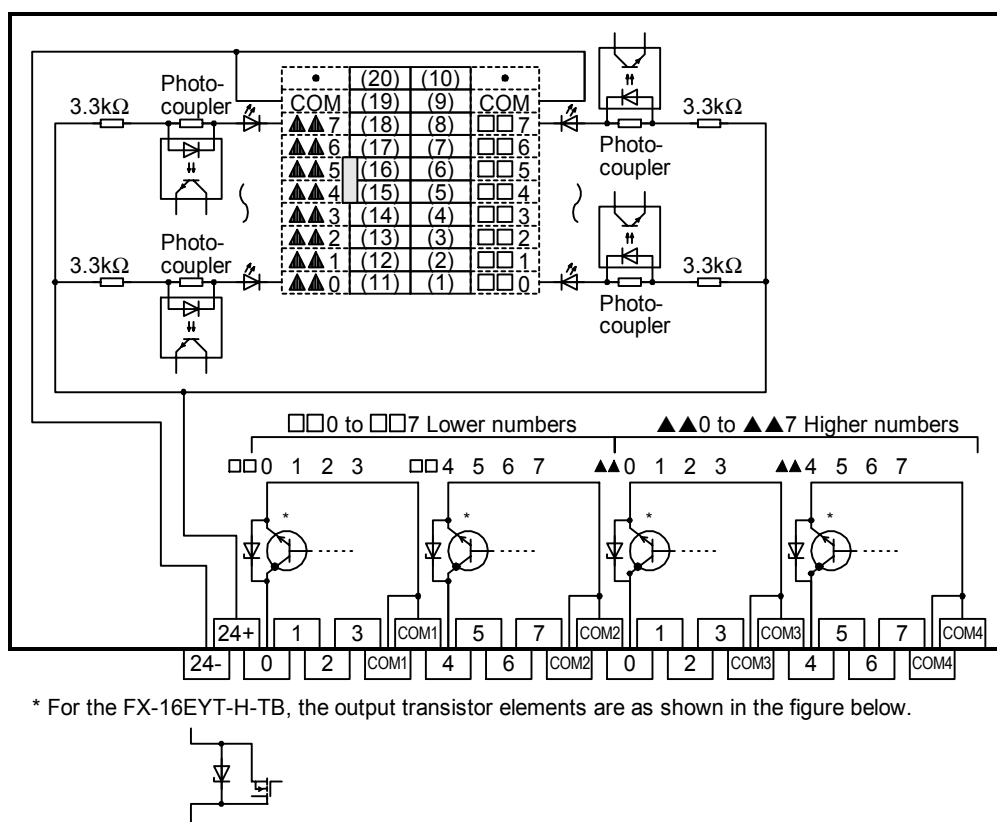 • (20) (10) •
COM (19) (9) COM
▲▲7 (18) (8) □□7
▲▲6 (17) (7) □□6
▲▲5 (16) (6) □□5
▲▲4 (15) (5) □□4
▲▲3 (14) (4) □□3
▲▲2 (13) (3) □□2
▲▲1 (12) (2) □□1
▲▲0 (11) (1) □□0
3.3kΩ
Photo-
coupler
3.3kΩ
Photo-
coupler
Photo-
coupler
3.3kΩ
Photo-
coupler
3.3kΩ
□□0 to □□7 Lower numbers ▲▲0 to ▲▲7 Higher numbers
□□0 1 2 3 □□4 5 6 7 ▲▲0 1 2 3 ▲▲4 5 6 7
* * * *
24+ 1 3 COM1 5 7 COM2 1 3 COM3 5 7 COM4
24- 0 2 COM1 4 6 COM2 0 2 COM3 4 6 COM4
* For the FX-16EYT-H-TB, the output transistor elements are as shown in the figure below.